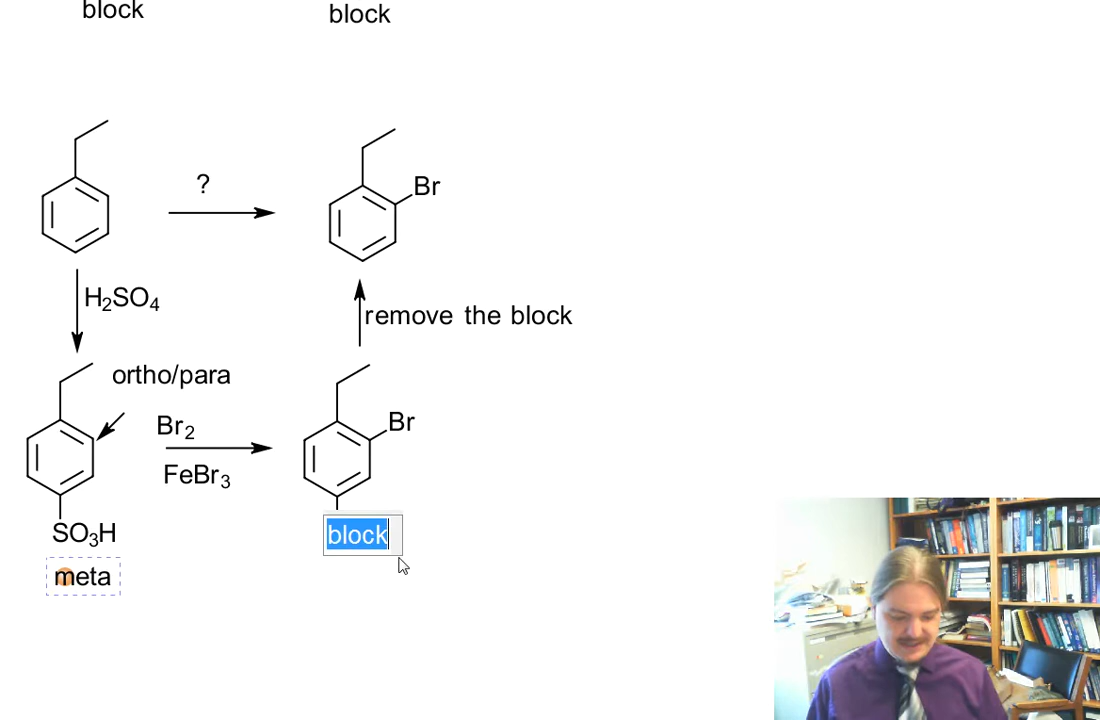 block
block
?
Br
H₂SO₄
remove the block
ortho/para
Br₂
FeBr₃
Br
SO₃H
block
meta